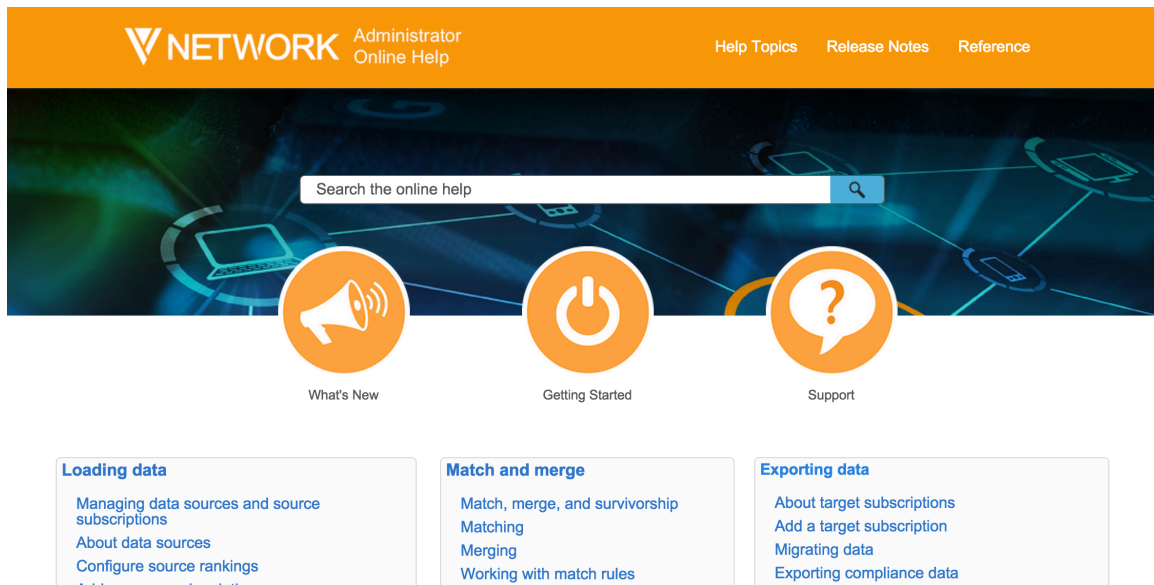 NETWORK
Administrator
Online Help
Help Topics
Release Notes
Reference
Search the online help
What's New
Getting Started
Support
Loading data
Managing data sources and source
subscriptions
About data sources
Configure source rankings
Match and merge
Match, merge, and survivorship
Matching
Merging
Working with match rules
Exporting data
About target subscriptions
Add a target subscription
Migrating data
Exporting compliance data